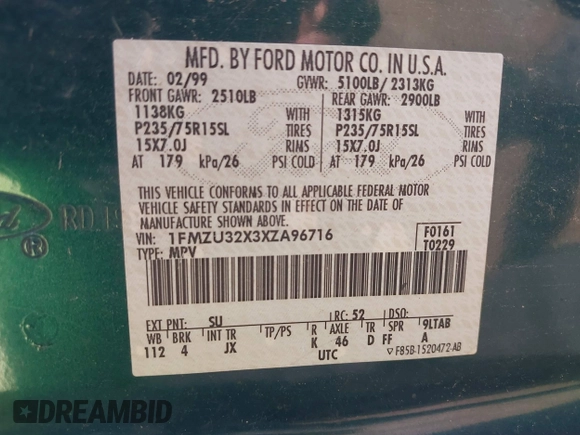 MFD. BY FORD MOTOR CO. IN U.S.A.
DATE: 02/99 GVWR: 5100LB/ 2313KG
FRONT GAWR: 2510LB REAR GAWR: 2900LB
1138KG WITH 1315KG WITH
P235/75R15SL TIRES P235/75R15SL TIRES
15X7.0J RIMS 15X7.0J RIMS
AT 179 kPa/26 PSI COLD AT 179 kPa/26 PSI COLD
THIS VEHICLE CONFORMS TO ALL APPLICABLE FEDERAL MOTOR
VEHICLE SAFETY STANDARDS IN EFFECT ON THE DATE OF
MANUFACTURE SHOWN ABOVE.
VIN: 1FMZU32X3XZA96716 F0161
TYPE: MPV T0229
EXT PNT: SU RC: 52 DSO:
WB BRK INT TR TP/PS R AXLE TR SPR 9LTAB
112 4 JX K 46 D FF A
UTC F85B-1520472-AB
RD
®
DREAMBID